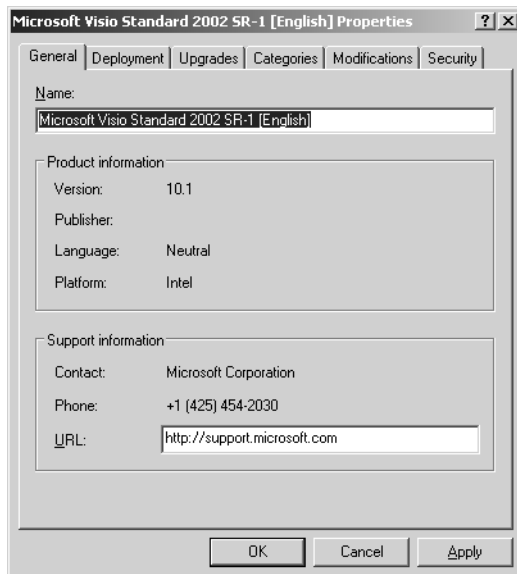 Microsoft Visio Standard 2002 SR-1 [English] Properties ? ×
General Deployment Upgrades Categories Modifications Security
Name:
Microsoft Visio Standard 2002 SR-1 [English]
Product information
Version: 10.1
Publisher:
Language: Neutral
Platform: Intel
Support information
Contact: Microsoft Corporation
Phone: +1 (425) 454-2030
URL: http://support.microsoft.com
OK Cancel Apply